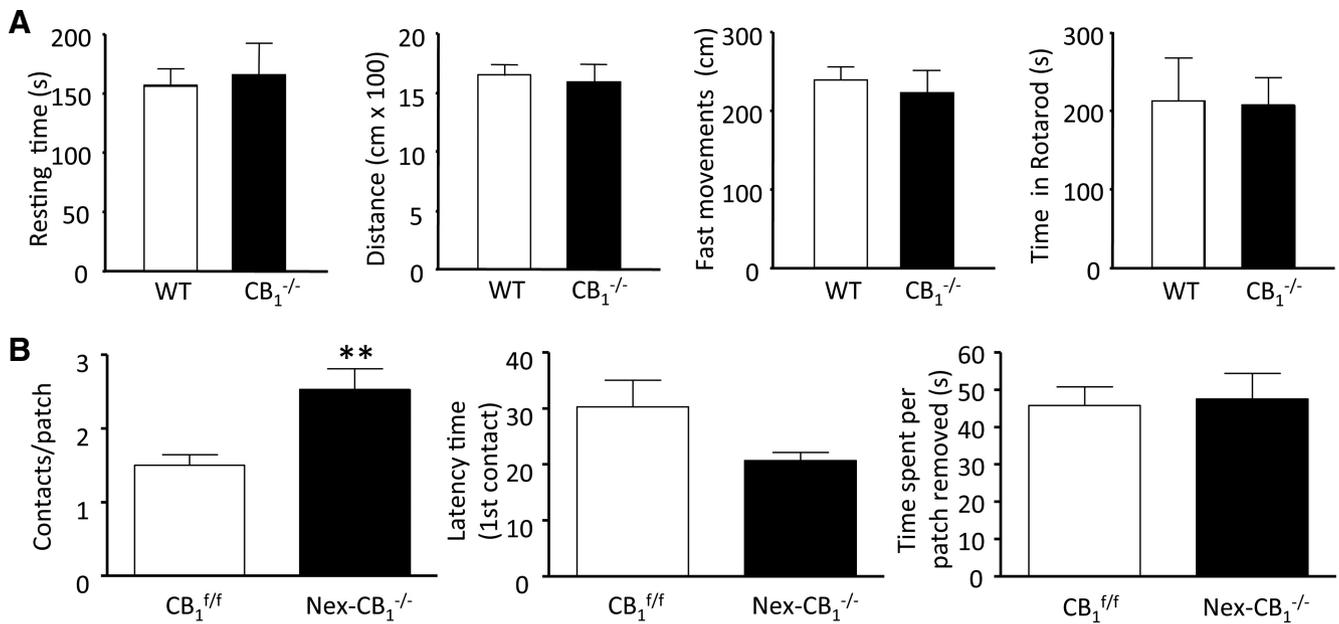 A
Resting time (s)
200
150
100
50
0
WT
CB₁⁻/⁻
Distance (cm x 100)
20
15
10
5
0
WT
CB₁⁻/⁻
Fast movements (cm)
300
200
100
0
WT
CB₁⁻/⁻
Time in Rotarod (s)
300
200
100
0
WT
CB₁⁻/⁻
B
Contacts/patch
3
2
1
0
**
CB₁f/f
Nex-CB₁⁻/⁻
Latency time
(1st contact)
40
30
20
10
0
CB₁f/f
Nex-CB₁⁻/⁻
Time spent per
patch removed (s)
60
50
40
30
20
10
0
CB₁f/f
Nex-CB₁⁻/⁻